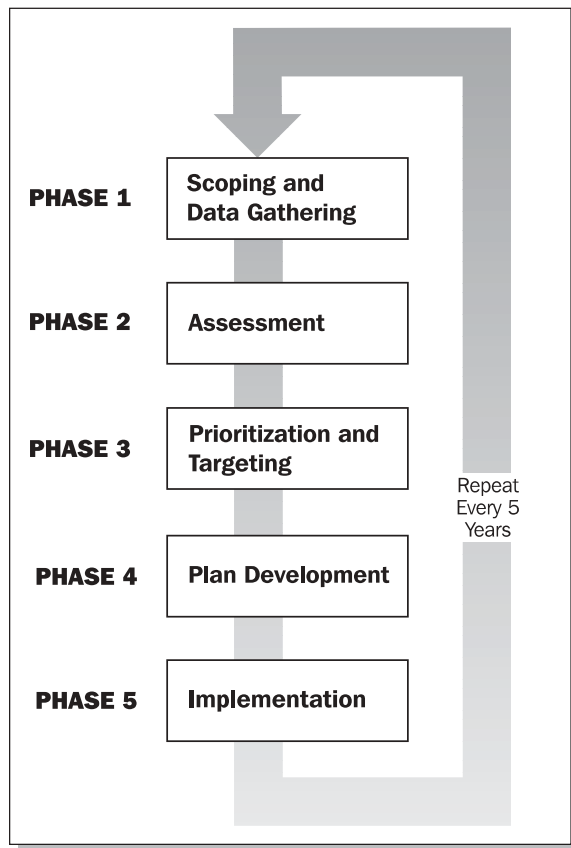 PHASE 1
Scoping and
Data Gathering
PHASE 2
Assessment
PHASE 3
Prioritization and
Targeting
Repeat
Every 5
Years
PHASE 4
Plan Development
PHASE 5
Implementation